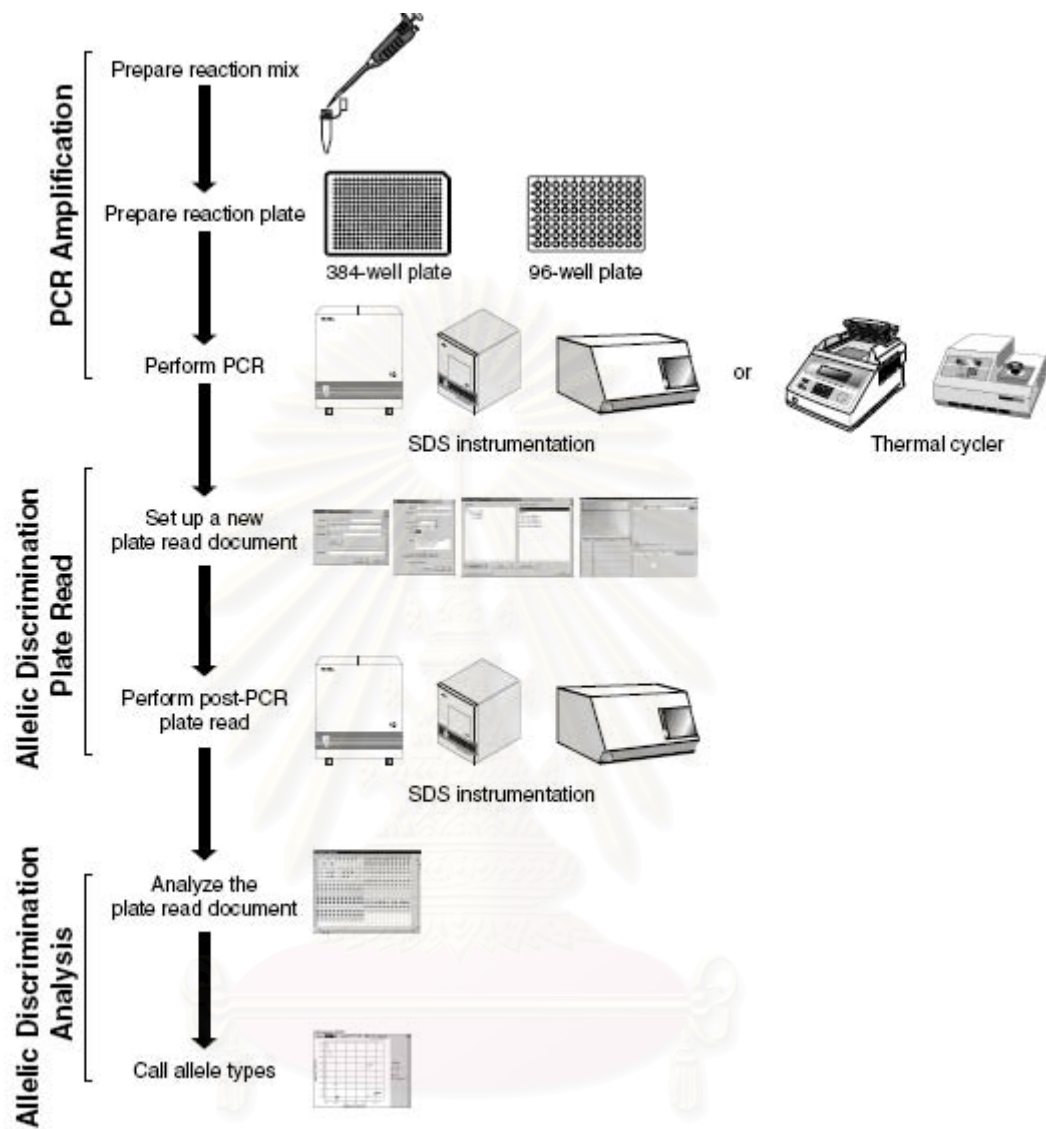 PCR Amplification
Prepare reaction mix
Prepare reaction plate
384-well plate
96-well plate
Perform PCR
or
SDS instrumentation
Thermal cycler
Allelic Discrimination
Plate Read
Set up a new
plate read document
Perform post-PCR
plate read
SDS instrumentation
Allelic Discrimination
Analysis
Analyze the
plate read document
Call allele types